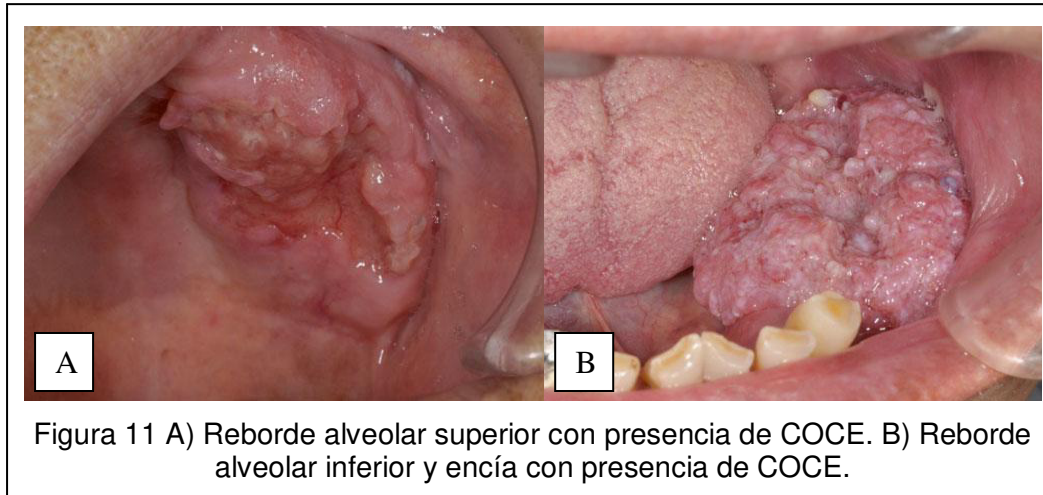 A
B
Figura 11 A) Reborde alveolar superior con presencia de COCE. B) Reborde
alveolar inferior y encía con presencia de COCE.